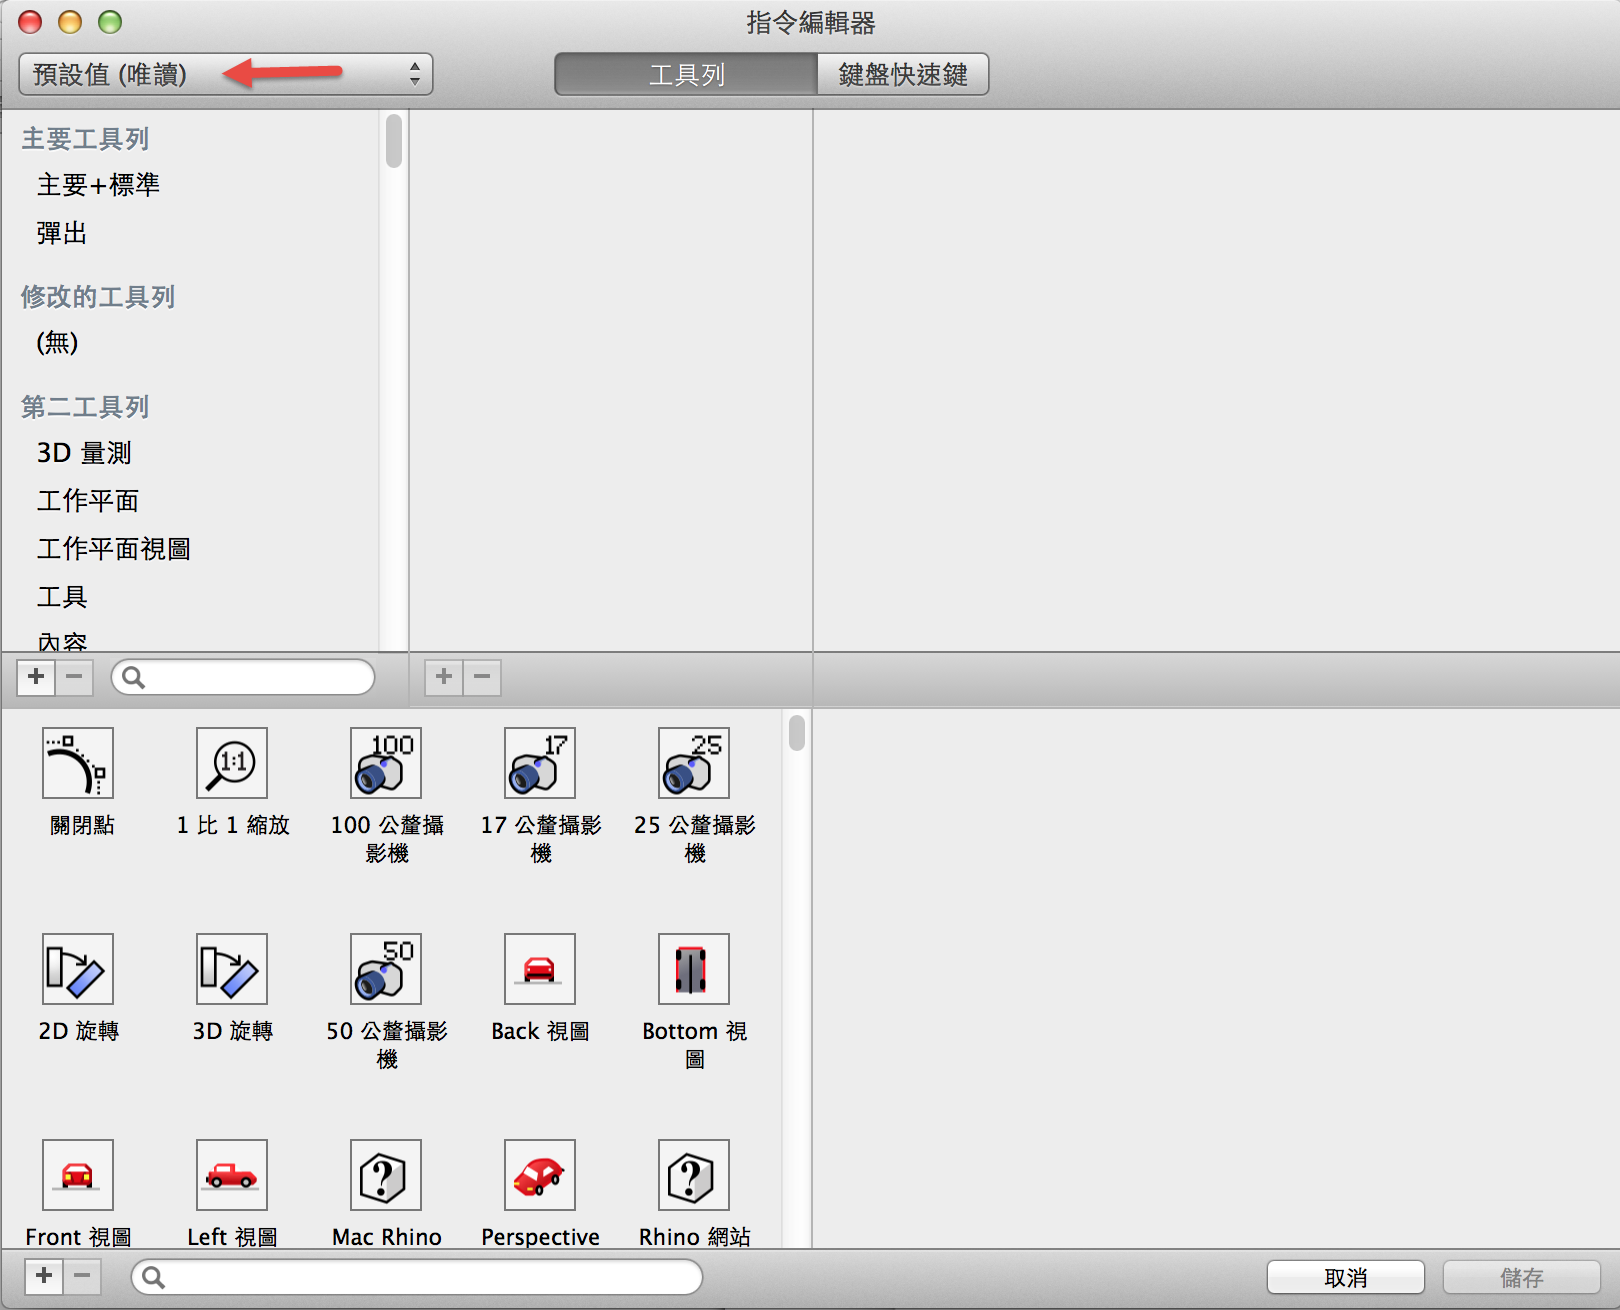 指令編輯器
預設值 (唯讀)
工具列
鍵盤快速鍵
主要工具列
主要+標準
彈出
修改的工具列
(無)
第二工具列
3D 量測
工作平面
工作平面視圖
工具
內容
1:1
100
17
25
關閉點
1 比 1 縮放
100 公釐攝
影機
17 公釐攝影
機
25 公釐攝影
機
50
2D 旋轉
3D 旋轉
50 公釐攝影
機
Back 視圖
Bottom 視
圖
?
?
Front 視圖
Left 視圖
Mac Rhino
Perspective
Rhino 網站
取消
儲存